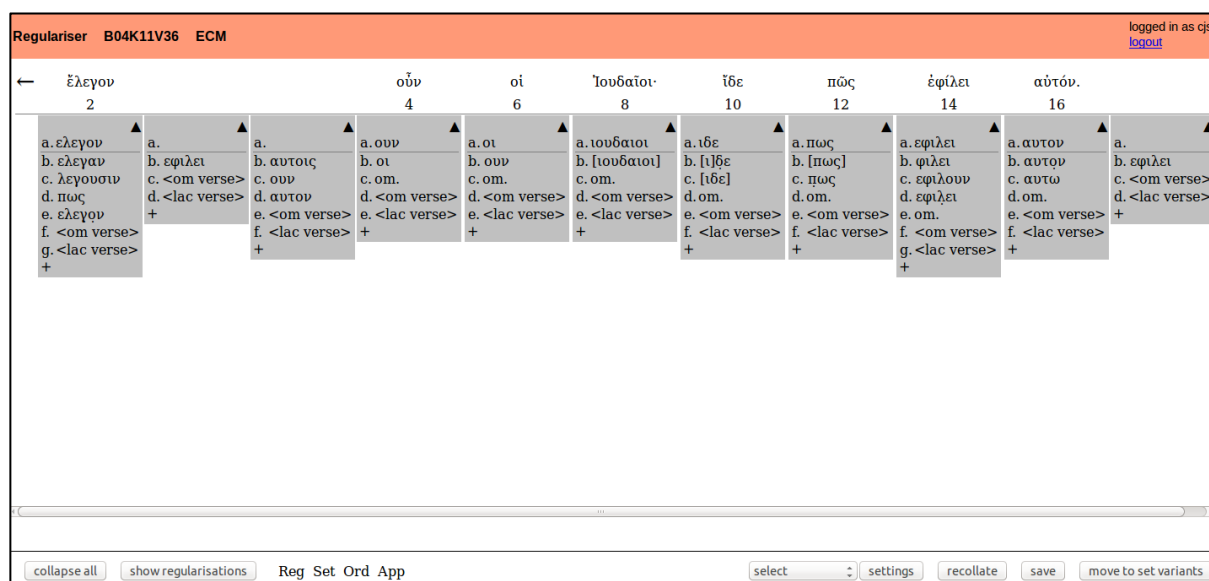 Regulariser B04K11V36 ECM
logged in as cjs
logout
← ἔλεγον οὖν οἱ Ἰουδαῖοι· ἴδε πῶς ἐφίλει αὐτόν.
2 4 6 8 10 12 14 16
▲ ▲ ▲ ▲ ▲ ▲ ▲ ▲ ▲ ▲ ▲
a. ελεγον a. a. a. ουν a. οι a. ιουδαιοι a. ιδε a. πως a. εφιλει a. αυτον a.
b. ελεγαν b. εφιλει b. αυτοις b. οι b. ουν b. [ιουδαιοι] b. [ι]δ̣ε b. [πως] b. φιλει b. αυτο̣ν b. εφιλει
c. λεγουσιν c. <om verse> c. ουν c. om. c. om. c. om. c. [ιδε] c. π̣ως c. εφιλουν c. αυτω c. <om verse>
d. πως d. <lac verse> d. αυτον d. <om verse> d. <om verse> d. <om verse> d. om. d. om. d. εφιλ̣ει d. om. d. <lac verse>
e. ελεγο̣ν + e. <om verse> e. <lac verse> e. <lac verse> e. <lac verse> e. <om verse> e. <om verse> e. om. e. <om verse> +
f. <om verse> f. <lac verse> + + + f. <lac verse> f. <lac verse> f. <om verse> f. <lac verse>
g. <lac verse> + + + g. <lac verse> +
+ +
collapse all show regularisations Reg Set Ord App select settings recollate save move to set variants